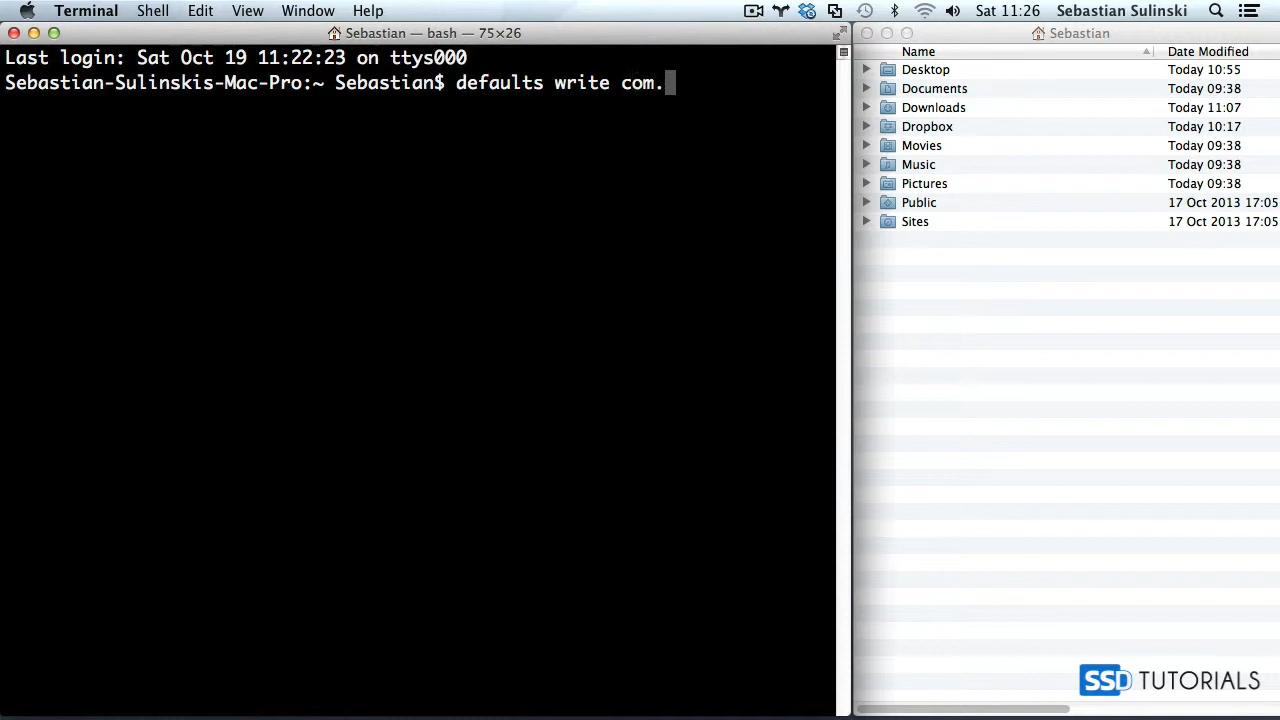 Terminal Shell Edit View Window Help Sat 11:26 Sebastian Sulinski
Sebastian — bash — 75×26
Last login: Sat Oct 19 11:22:23 on ttys000
Sebastian-Sulinskis-Mac-Pro:~ Sebastian$ defaults write com.
Sebastian
Name Date Modified
Desktop Today 10:55
Documents Today 09:38
Downloads Today 11:07
Dropbox Today 10:17
Movies Today 09:38
Music Today 09:38
Pictures Today 09:38
Public 17 Oct 2013 17:05
Sites 17 Oct 2013 17:05
SSD TUTORIALS